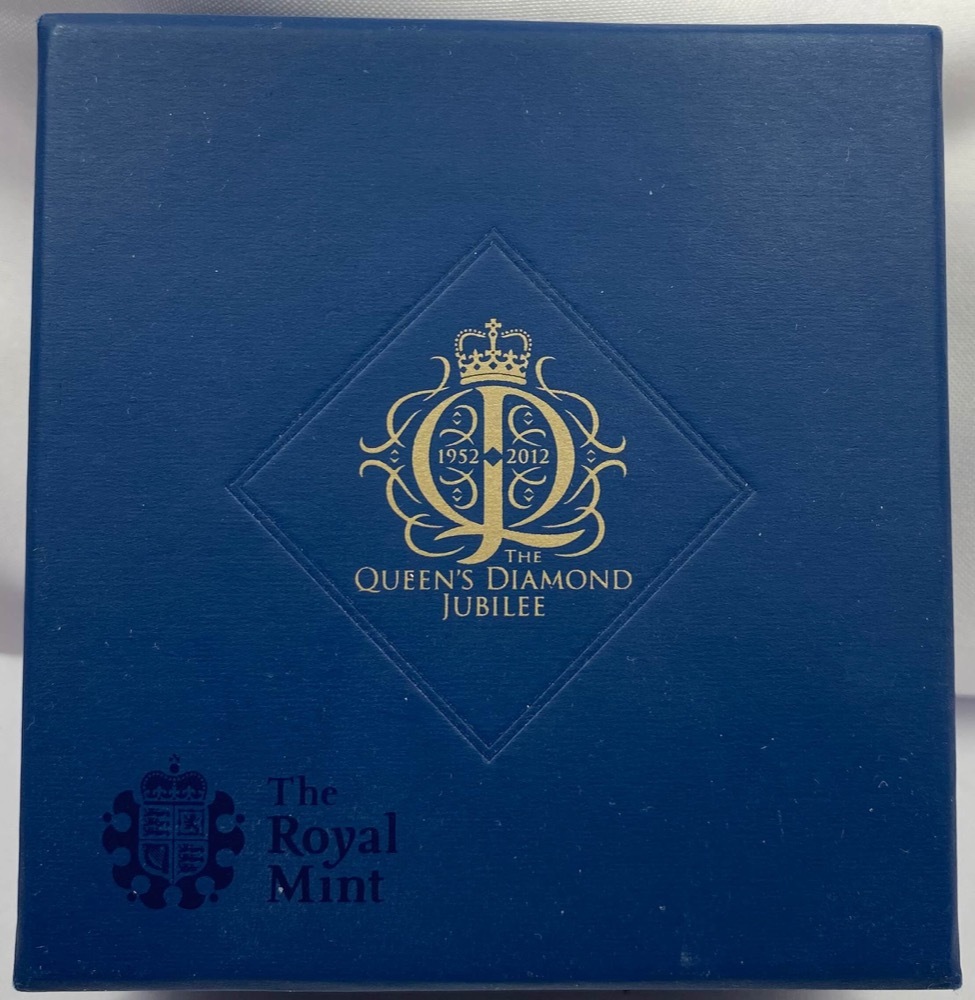 1952 2012
THE
QUEEN'S DIAMOND
JUBILEE
The
Royal
Mint